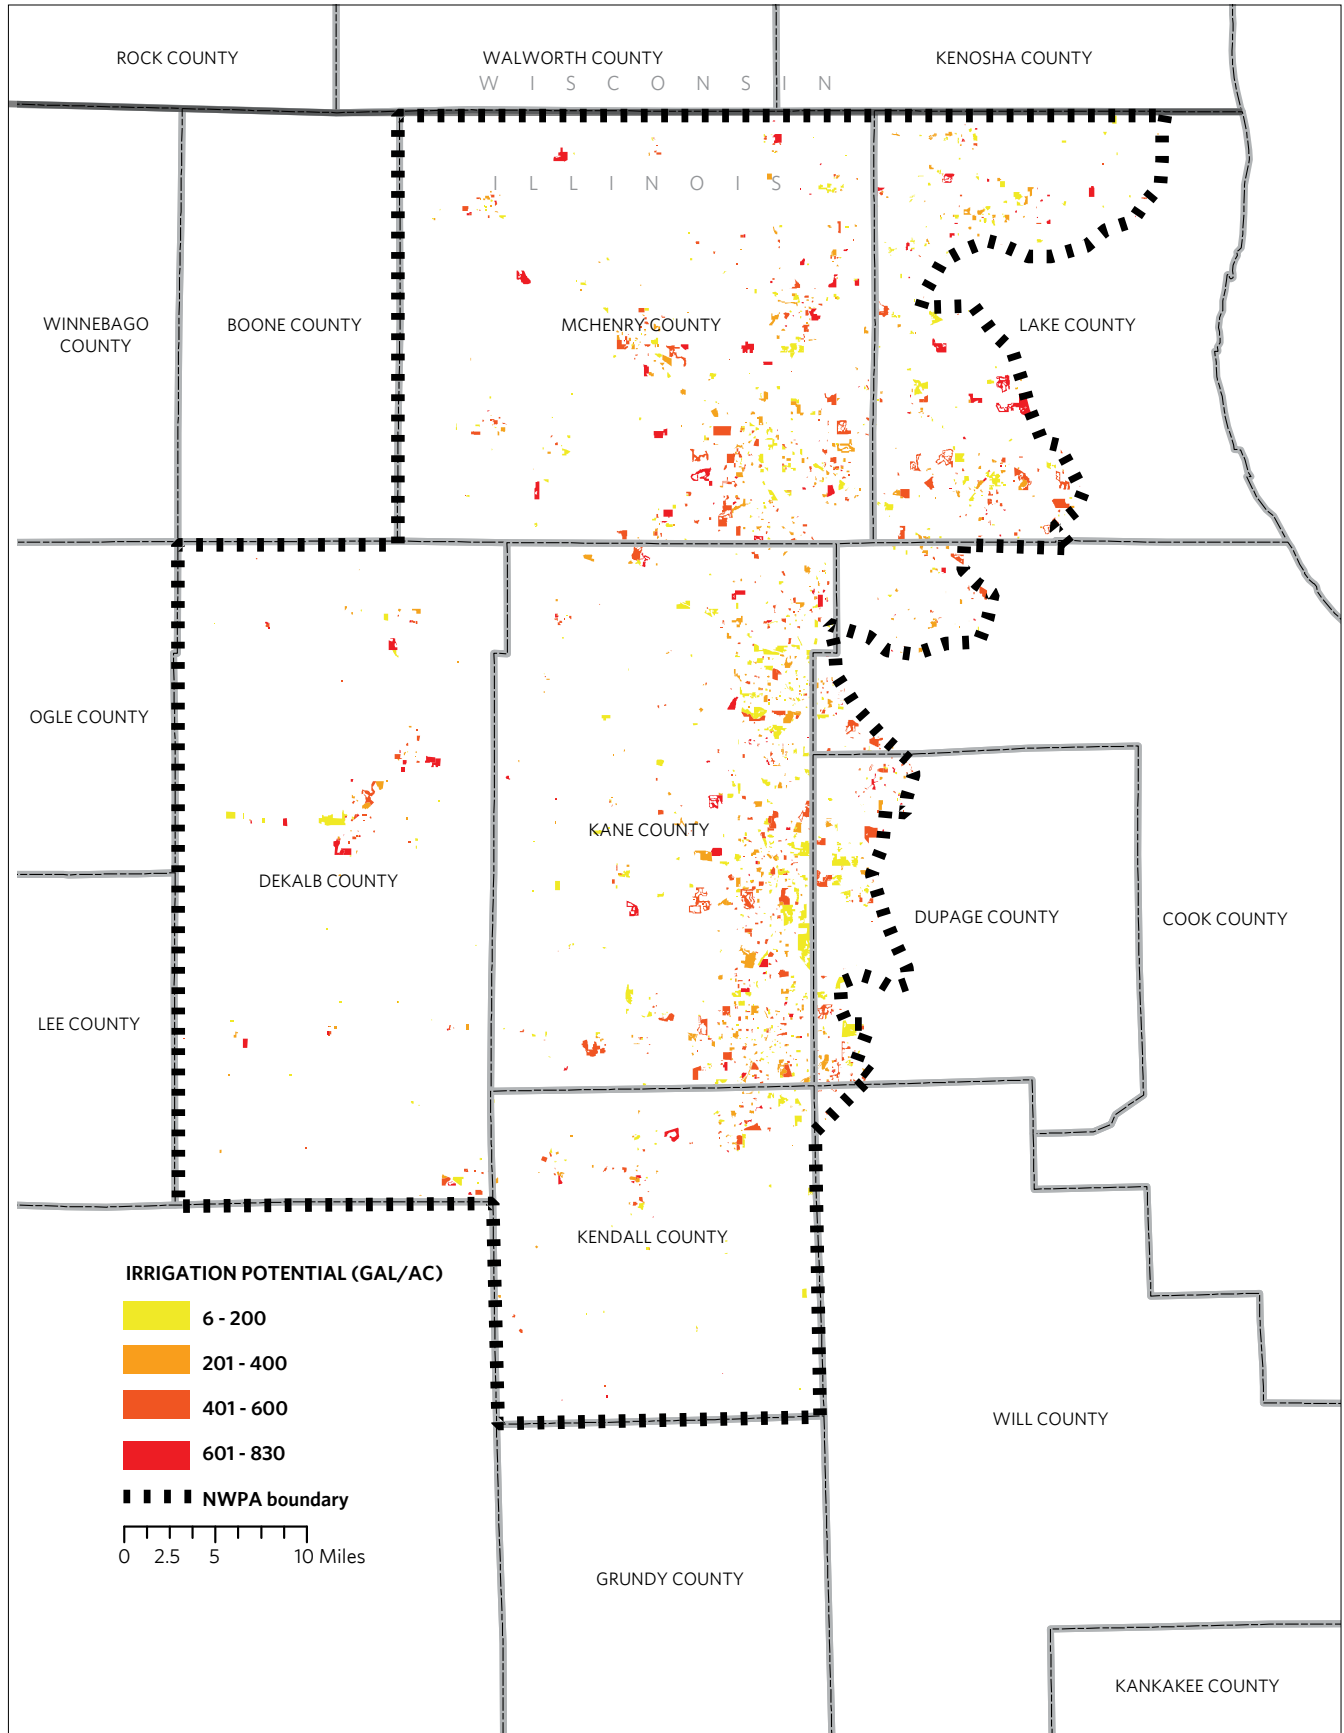 ROCK COUNTY
WALWORTH COUNTY
KENOSHA COUNTY
WISCONSIN
ILLINOIS
WINNEBAGO
COUNTY
BOONE COUNTY
MCHENRY COUNTY
LAKE COUNTY
OGLE COUNTY
KANE COUNTY
DEKALB COUNTY
DUPAGE COUNTY
COOK COUNTY
LEE COUNTY
KENDALL COUNTY
IRRIGATION POTENTIAL (GAL/AC)
6 - 200
201 - 400
401 - 600
601 - 830
NWPA boundary
0 2.5 5 10 Miles
WILL COUNTY
GRUNDY COUNTY
KANKAKEE COUNTY